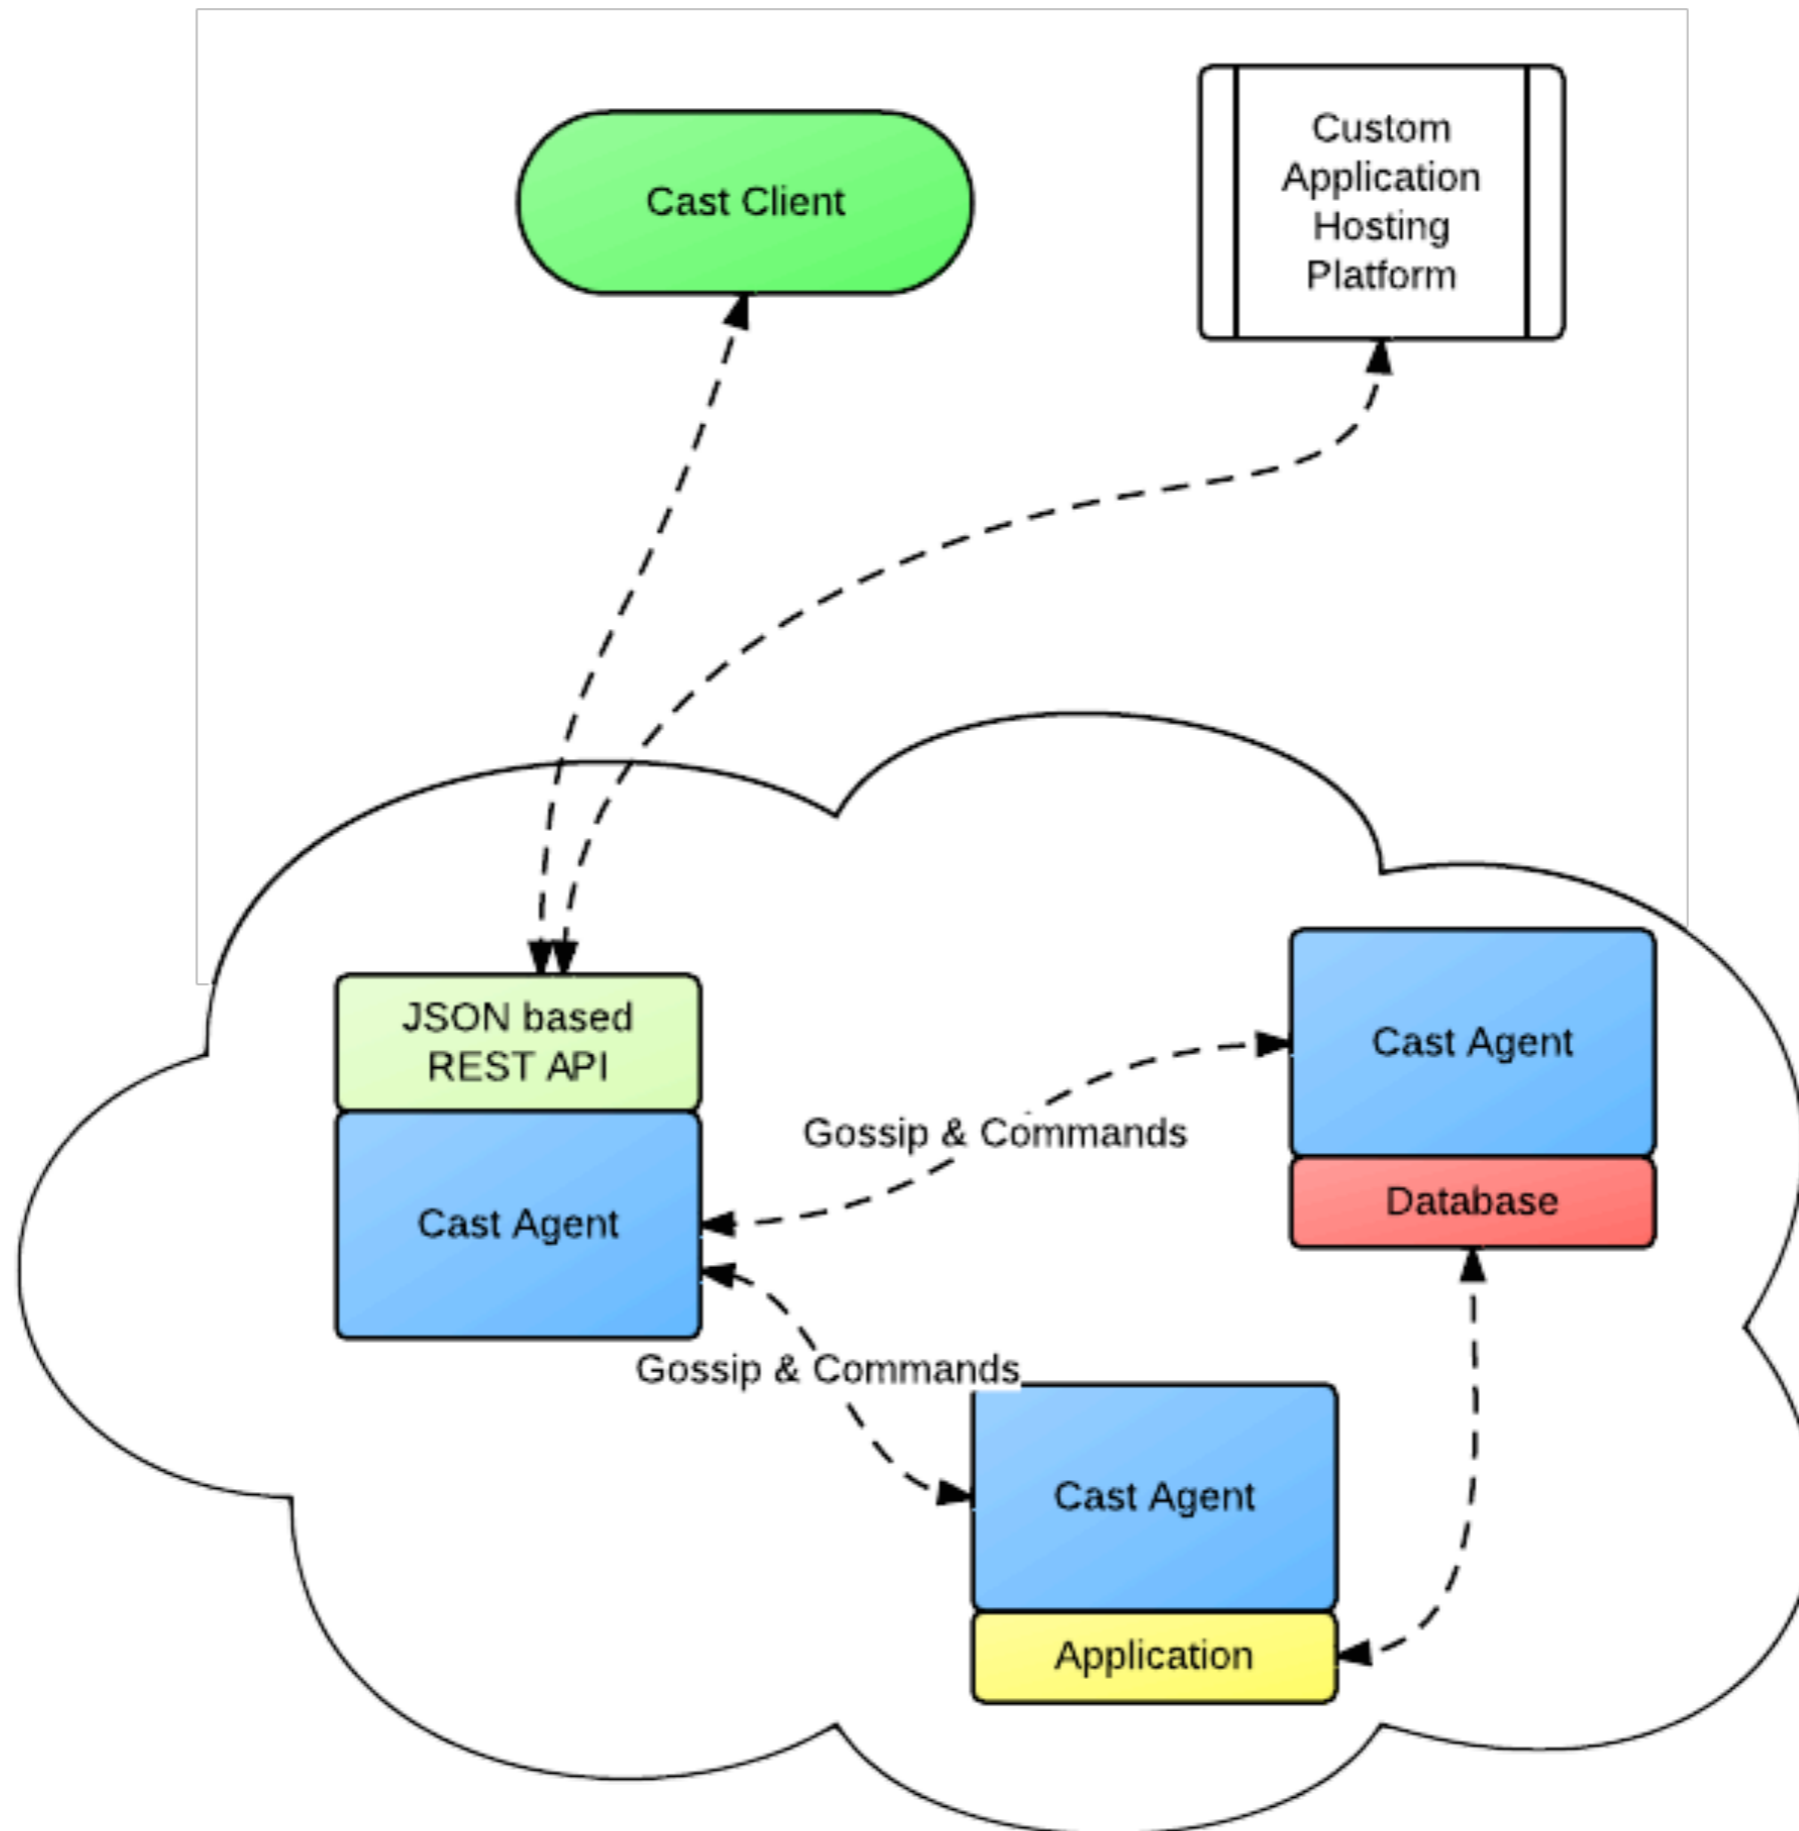 Cast Client
Custom
Application
Hosting
Platform
JSON based
REST API
Cast Agent
Gossip & Commands
Cast Agent
Database
Gossip & Commands
Cast Agent
Application